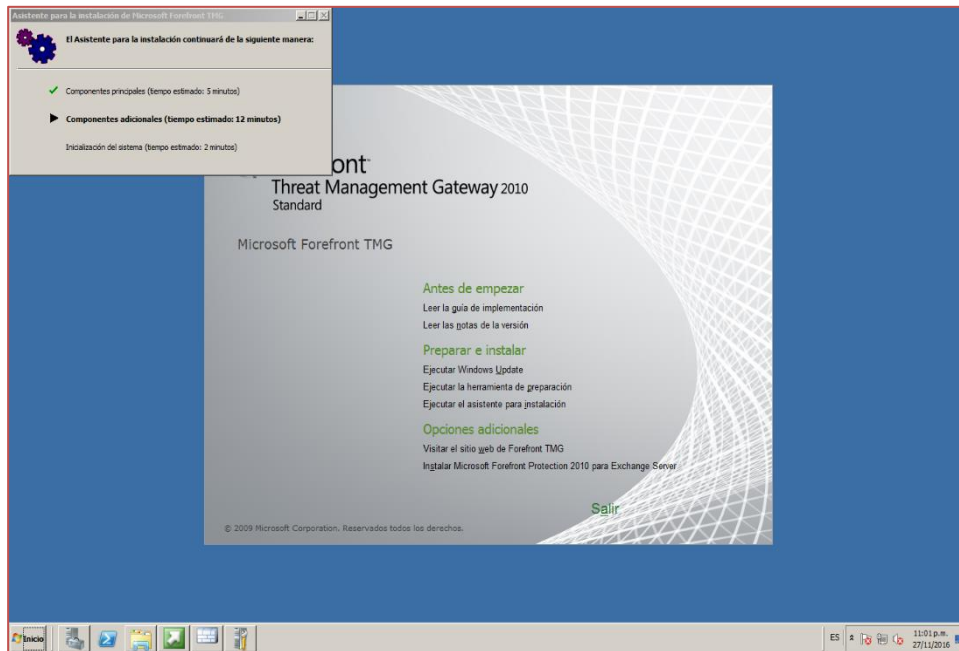 Asistente para la instalación de Microsoft Forefront TMG
El Asistente para la instalación continuará de la siguiente manera:
Componentes principales (tiempo estimado: 5 minutos)
Componentes adicionales (tiempo estimado: 12 minutos)
Inicialización del sistema (tiempo estimado: 2 minutos)
ont
Threat Management Gateway 2010
Standard
Microsoft Forefront TMG
Antes de empezar
Leer la guía de implementación
Leer las notas de la versión
Preparar e instalar
Ejecutar Windows Update
Ejecutar la herramienta de preparación
Ejecutar el asistente para instalación
Opciones adicionales
Visitar el sitio web de Forefront TMG
Instalar Microsoft Forefront Protection 2010 para Exchange Server
Salir
© 2009 Microsoft Corporation. Reservados todos los derechos.
Inicio
ES
11:01 p.m.
27/11/2016